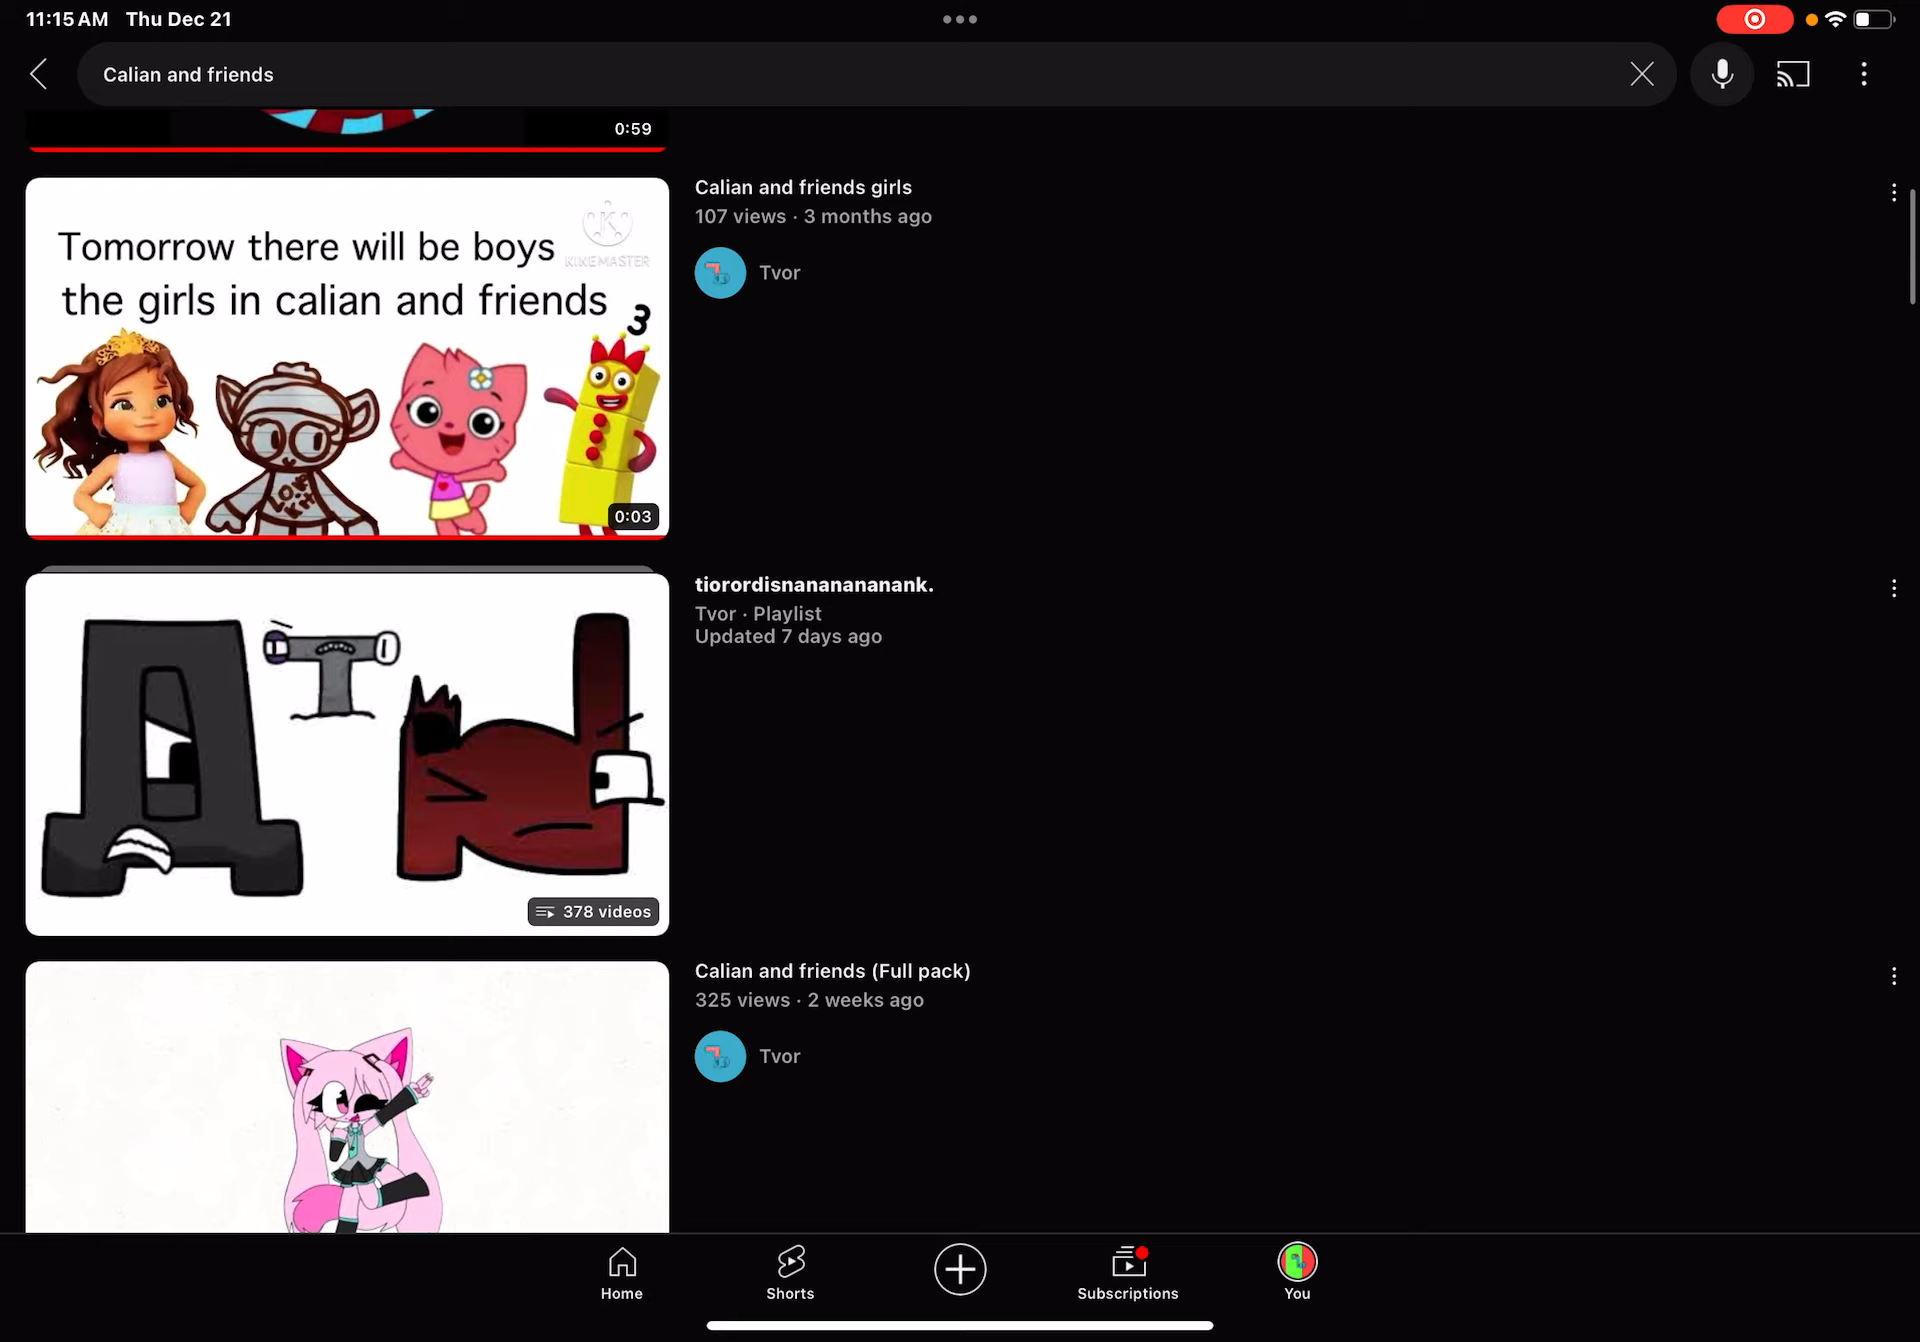 11:15 AM Thu Dec 21
Calian and friends
0:59
Tomorrow there will be boys
the girls in calian and friends
KINEMASTER
3
0:03
Calian and friends girls
107 views · 3 months ago
Tvor
tiorordisnanananananank.
Tvor · Playlist
Updated 7 days ago
378 videos
Calian and friends (Full pack)
325 views · 2 weeks ago
Tvor
Home
Shorts
Subscriptions
You